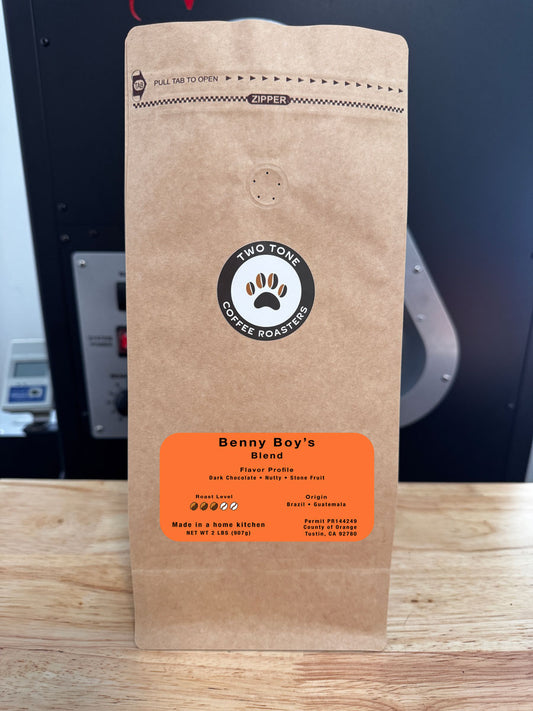 TAB
PULL TAB TO OPEN
ZIPPER
TWO TONE
COFFEE ROASTERS
Benny Boy's
Blend
Flavor Profile
Dark Chocolate • Nutty • Stone Fruit
Roast Level
Origin
Brazil • Guatemala
Made in a home kitchen
NET WT 2 LBS (907g)
Permit PR144249
County of Orange
Tustin, CA 92780